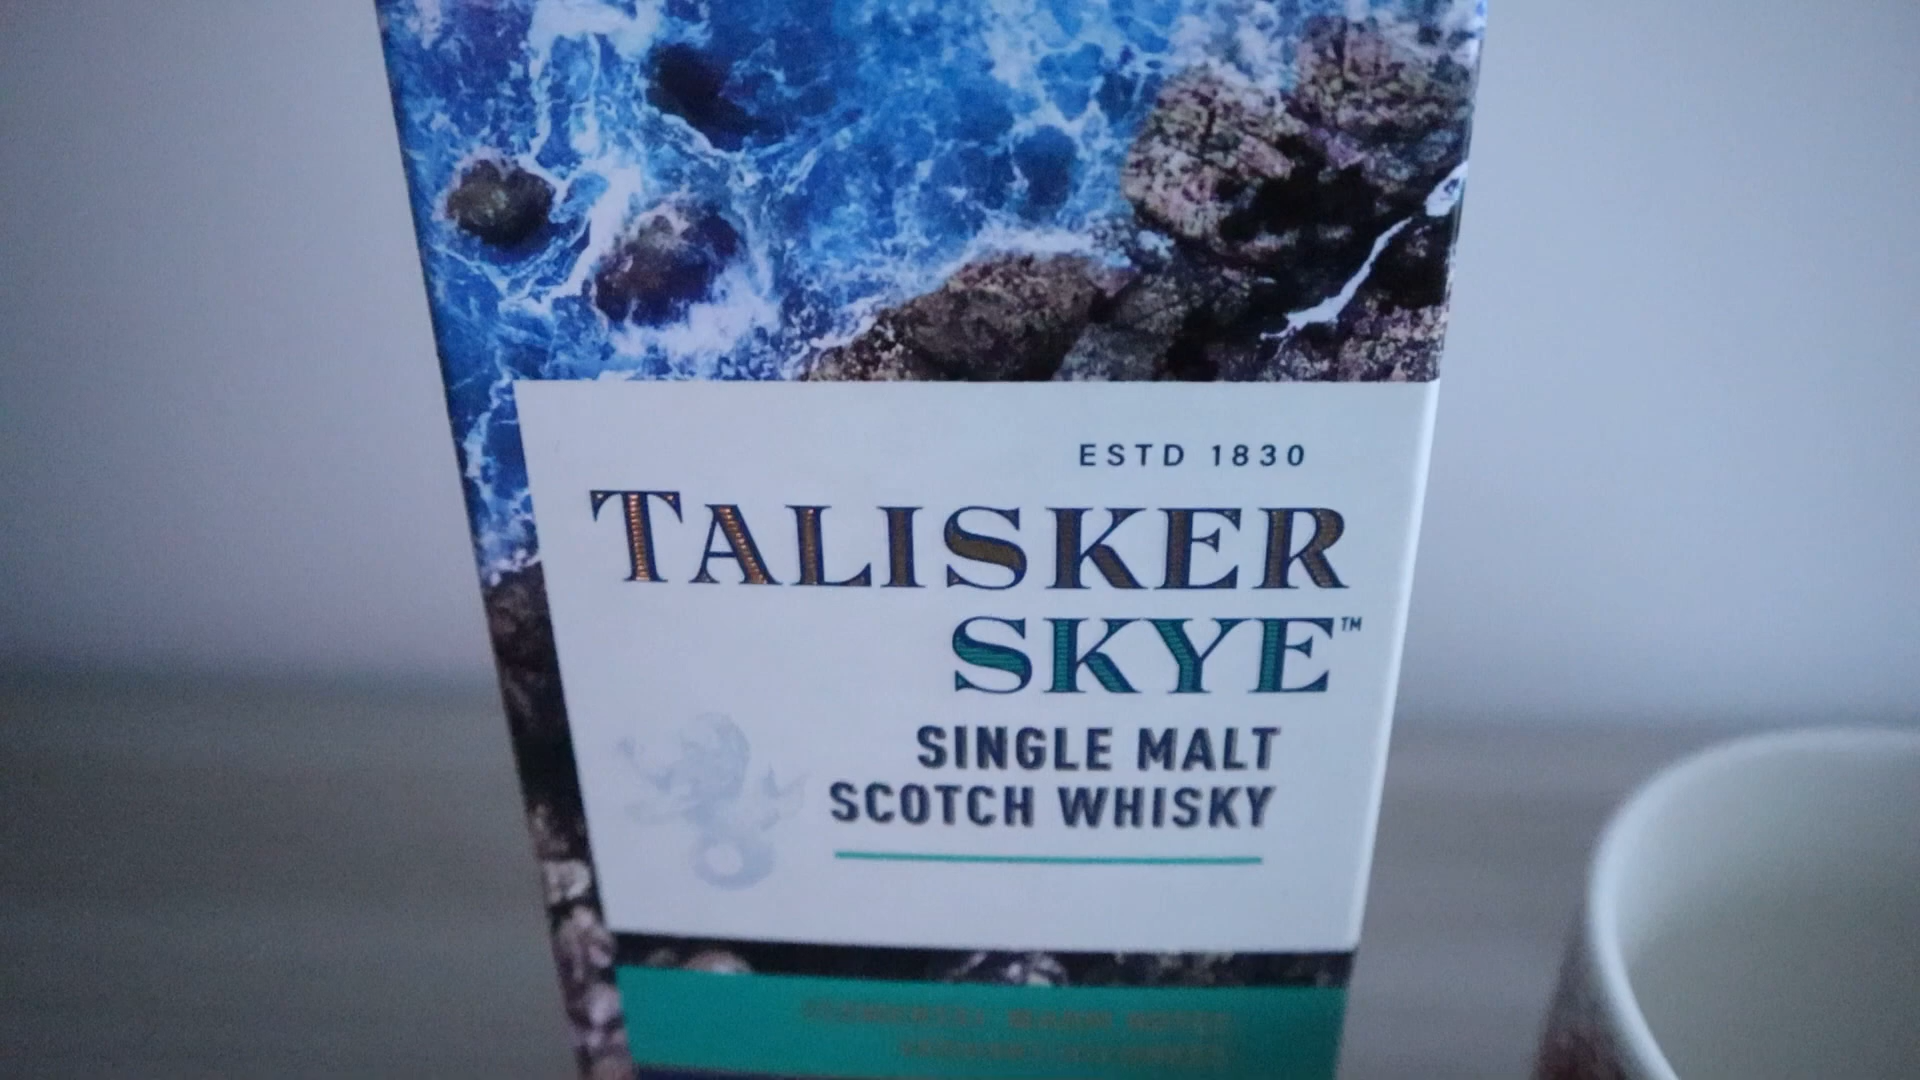 ESTD 1830
TALISKER
SKYE™
SINGLE MALT
SCOTCH WHISKY